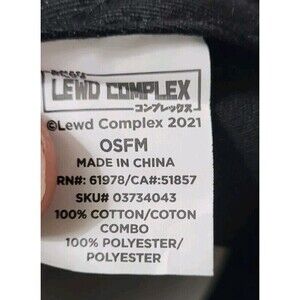 LEWD COMPLEX
コンプレックス
©Lewd Complex 2021
OSFM
MADE IN CHINA
RN#: 61978/CA#:51857
SKU# 03734043
100% COTTON/COTON
COMBO
100% POLYESTER/
POLYESTER